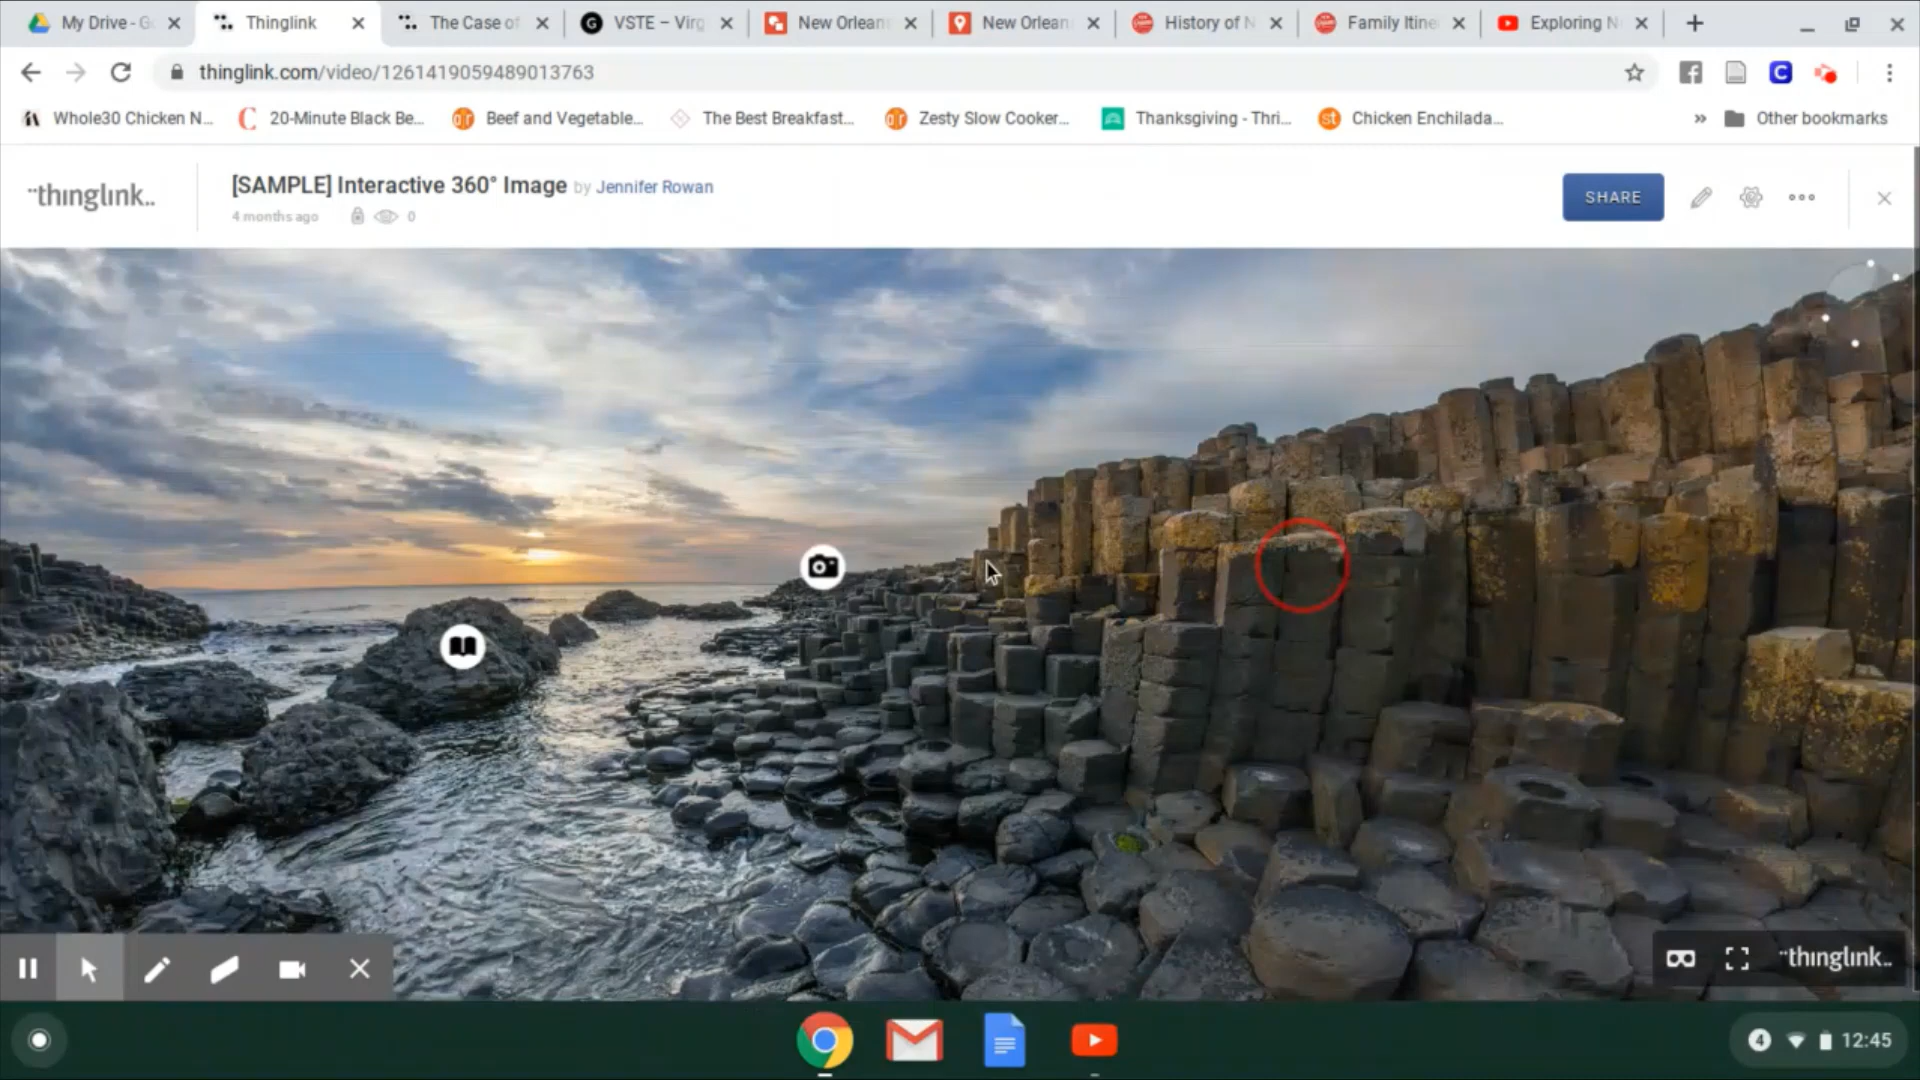 My Drive - Go
Thinglink
The Case of
VSTE – Virg
New Orlean
New Orlean
History of N
Family Itine
Exploring N
thinglink.com/video/1261419059489013763
Whole30 Chicken N...
20-Minute Black Be...
Beef and Vegetable...
The Best Breakfast...
Zesty Slow Cooker...
Thanksgiving - Thri...
Chicken Enchilada...
Other bookmarks
thinglink..
[SAMPLE] Interactive 360° Image by Jennifer Rowan
4 months ago 0
SHARE
thinglink..
4 12:45